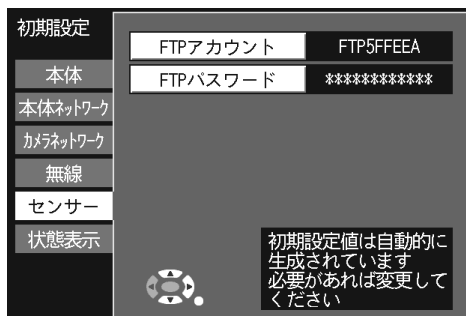 初期設定
FTPアカウント FTP5FFEEA
本体
FTPパスワード ************
本体ネットワーク
カメラネットワーク
無線
センサー
状態表示
初期設定値は自動的に
生成されています
必要があれば変更して
ください